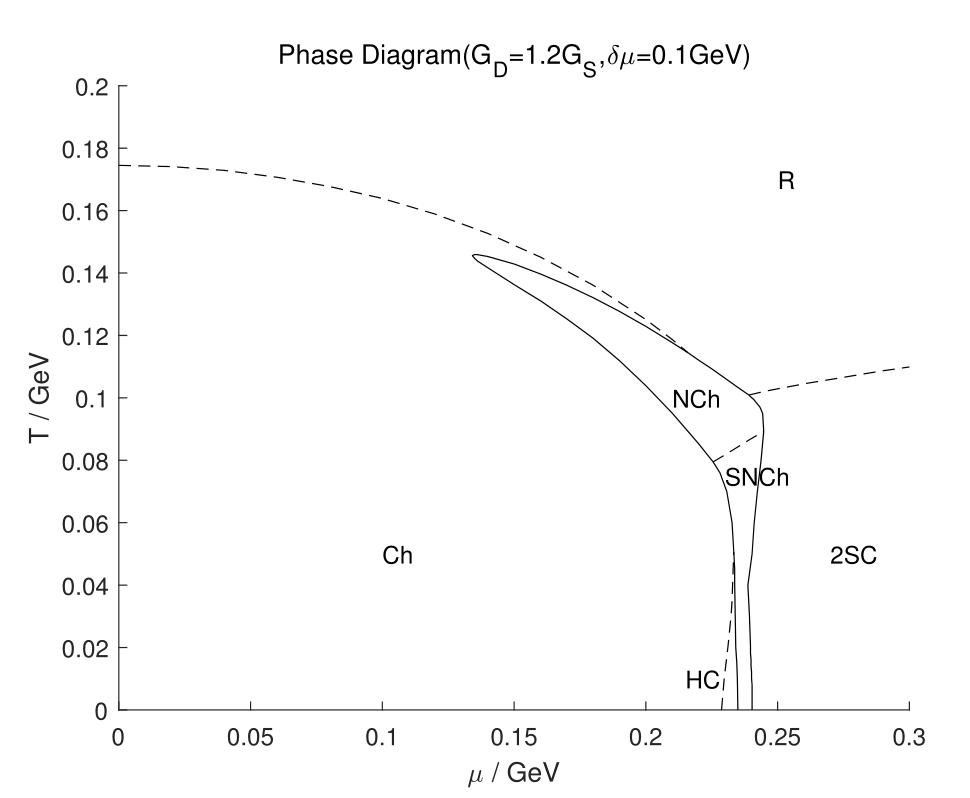 Phase Diagram(G_D=1.2G_S,δμ=0.1GeV)
0.2
0.18
R
0.16
0.14
0.12
T / GeV
0.1
NCh
0.08
SNCh
0.06
Ch
2SC
0.04
0.02
HC
0
0 0.05 0.1 0.15 0.2 0.25 0.3
μ / GeV